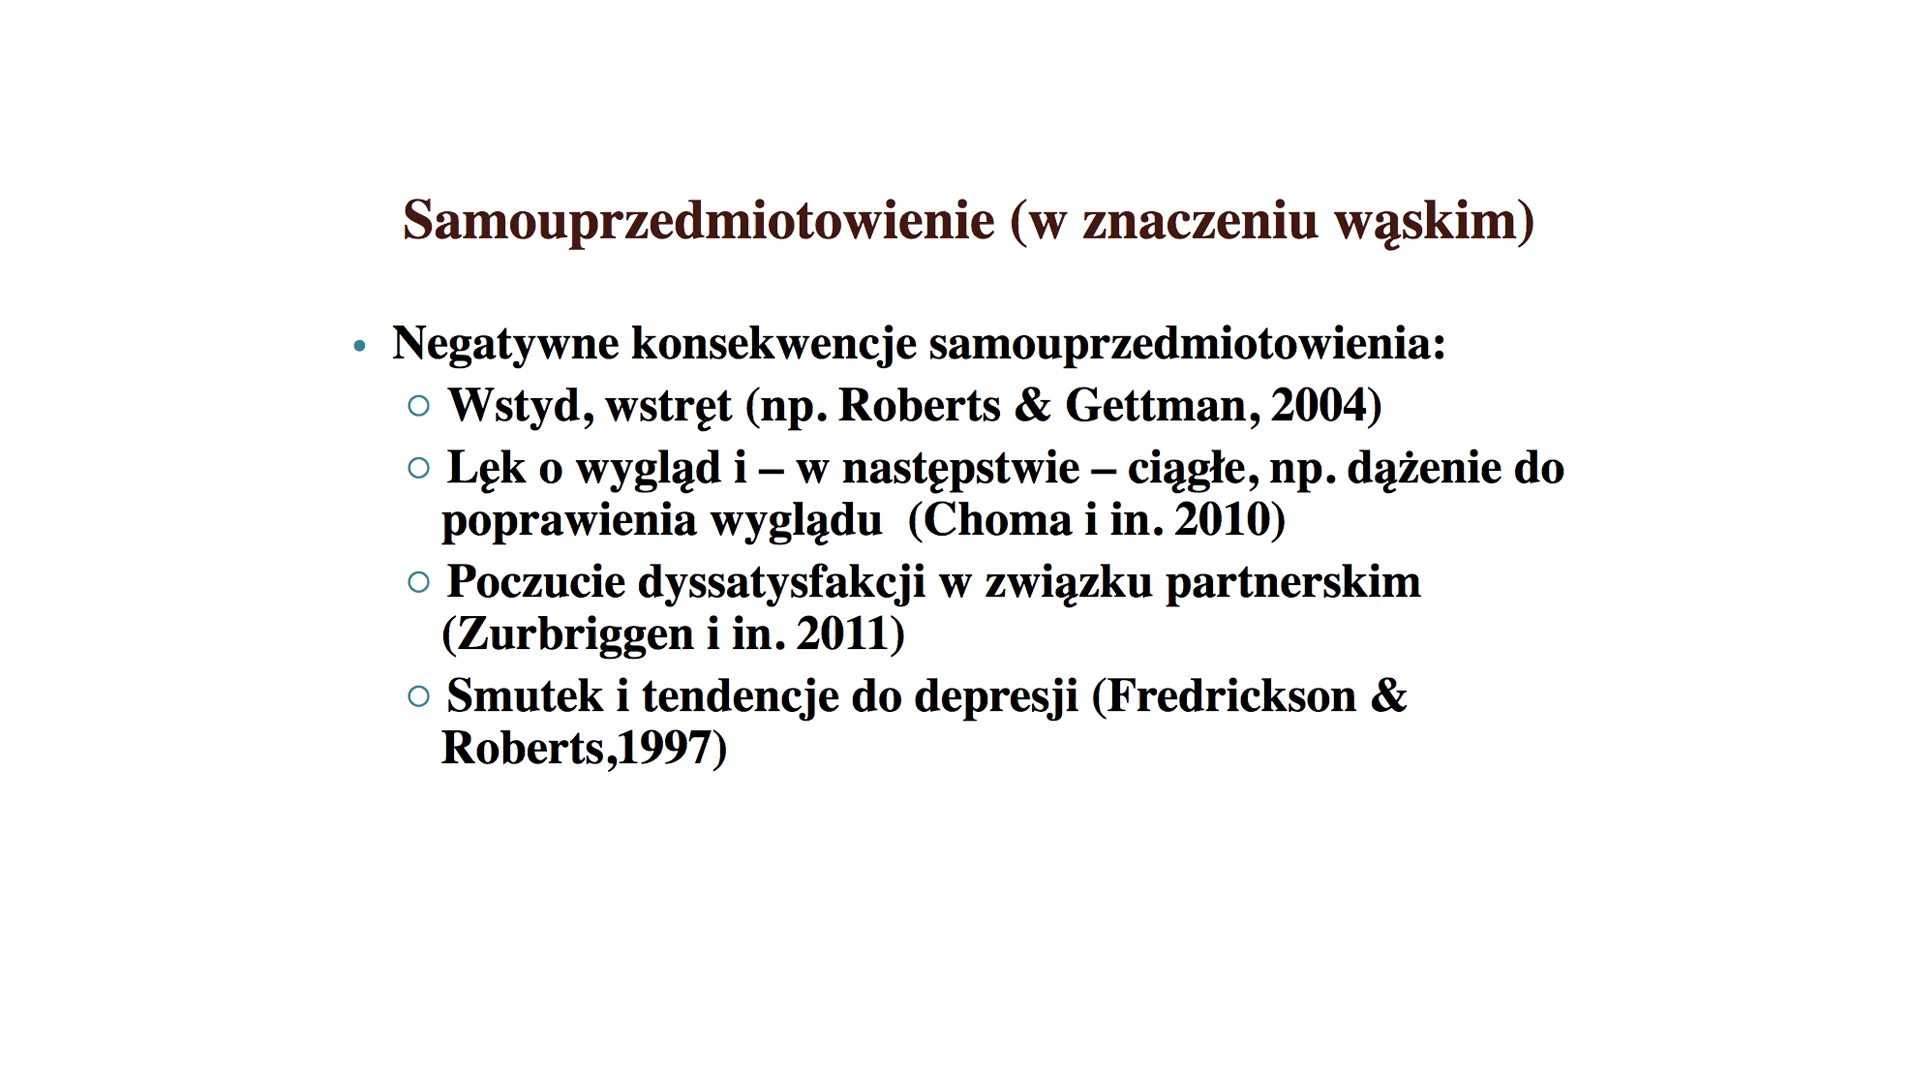 Samouprzedmiotowienie (w znaczeniu wąskim)
• Negatywne konsekwencje samouprzedmiotowienia:
○ Wstyd, wstręt (np. Roberts & Gettman, 2004)
○ Lęk o wygląd i – w następstwie – ciągłe, np. dążenie do
poprawienia wyglądu (Choma i in. 2010)
○ Poczucie dyssatysfakcji w związku partnerskim
(Zurbriggen i in. 2011)
○ Smutek i tendencje do depresji (Fredrickson &
Roberts,1997)